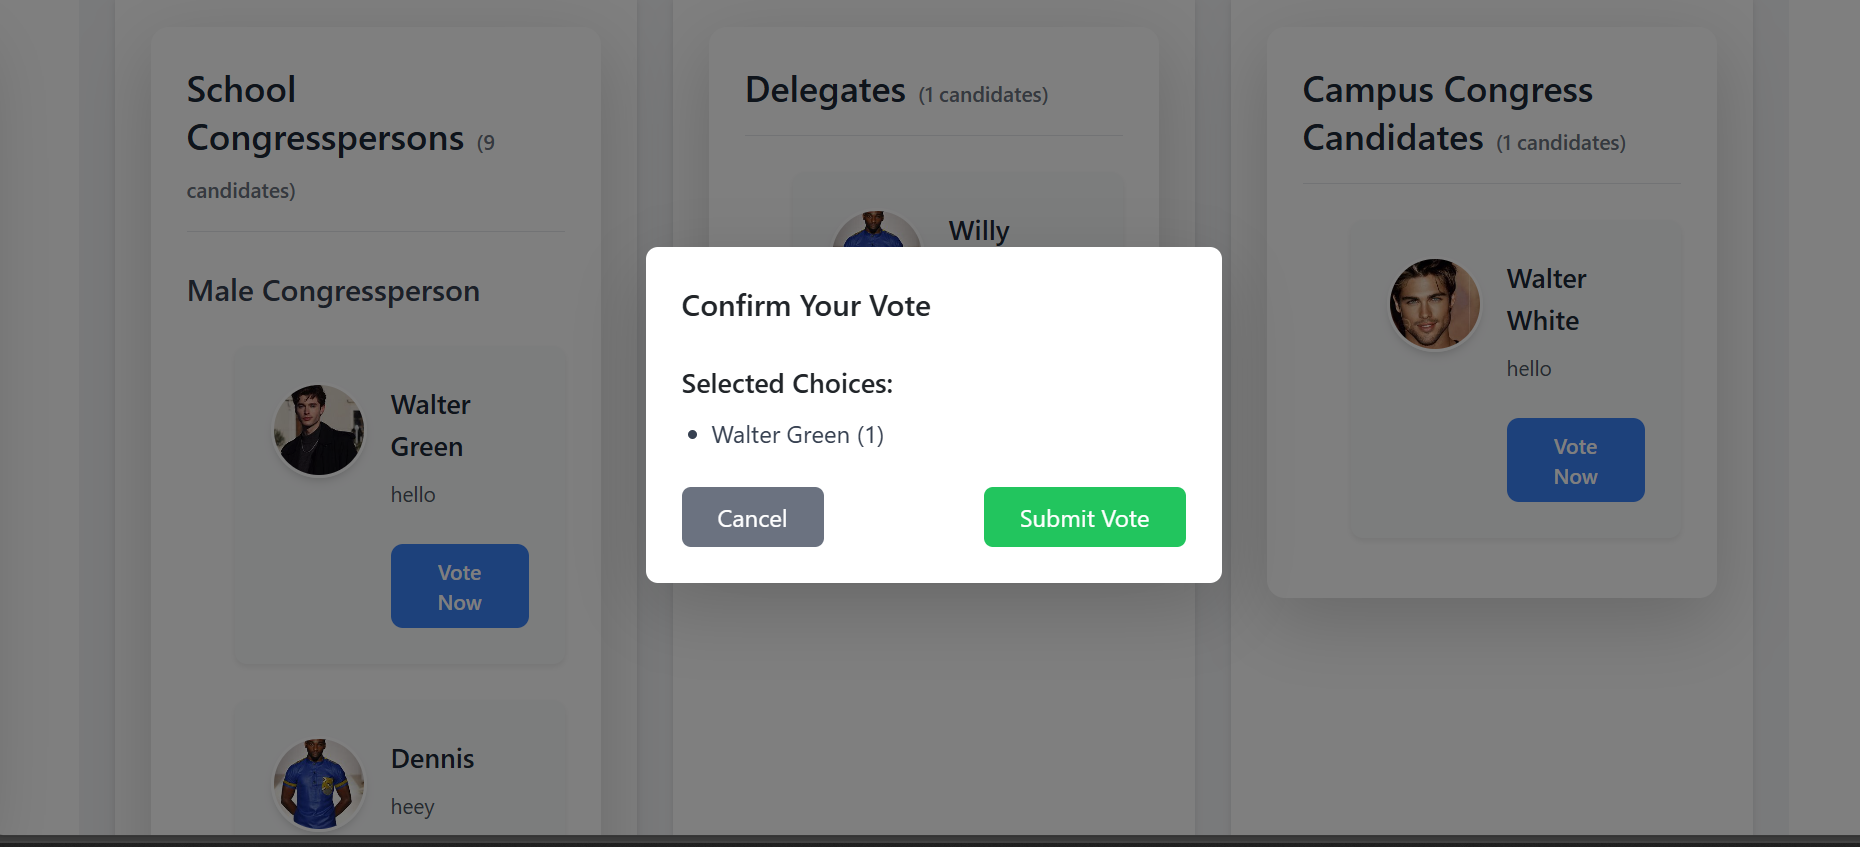 School
Congresspersons (9
candidates)
Male Congressperson
Walter
Green
hello
Vote
Now
Dennis
heey
Delegates (1 candidates)
Willy
Confirm Your Vote
Selected Choices:
Walter Green (1)
Cancel
Submit Vote
Campus Congress
Candidates (1 candidates)
Walter
White
hello
Vote
Now